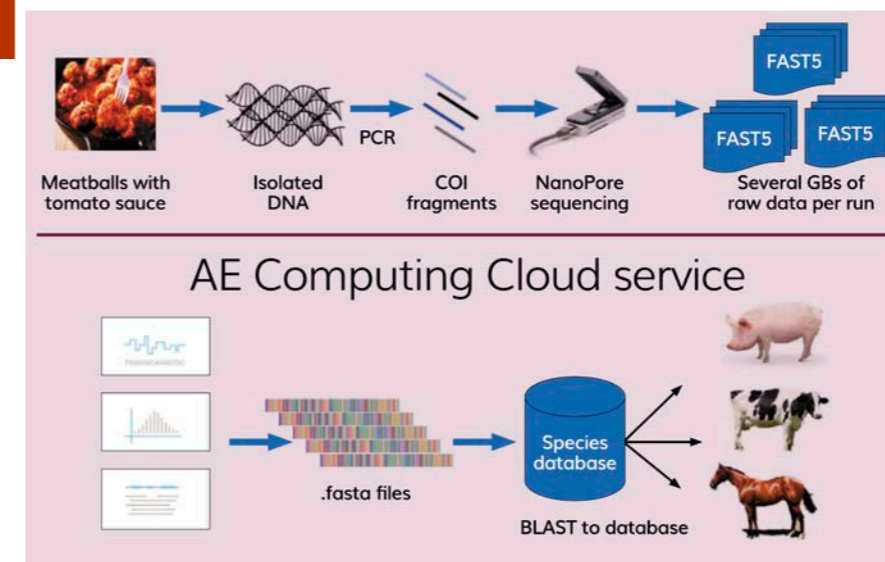 Meatballs with
tomato sauce
Isolated
DNA
PCR
COI
fragments
NanoPore
sequencing
FAST5
FAST5
FAST5
Several GBs of
raw data per run
AE Computing Cloud service
.fasta files
Species
database
BLAST to database